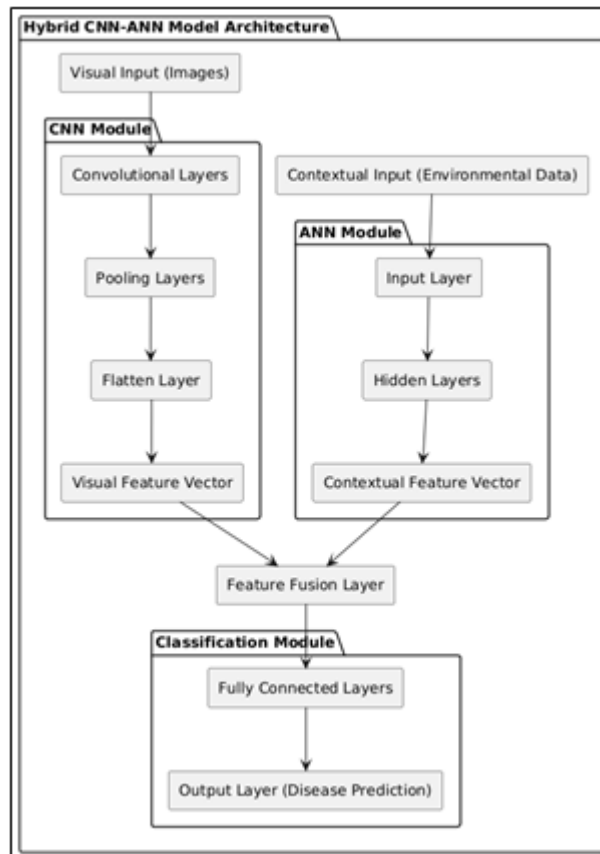 Hybrid CNN-ANN Model Architecture
Visual Input (Images)
CNN Module
Convolutional Layers
Contextual Input (Environmental Data)
ANN Module
Pooling Layers
Input Layer
Flatten Layer
Hidden Layers
Visual Feature Vector
Contextual Feature Vector
Feature Fusion Layer
Classification Module
Fully Connected Layers
Output Layer (Disease Prediction)